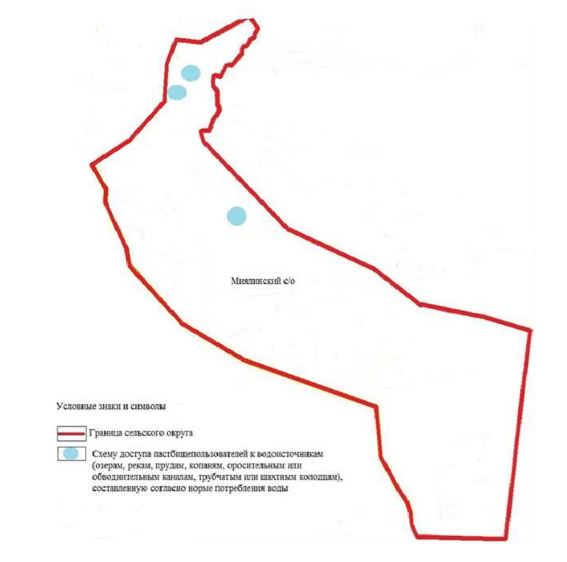 Миялинский с/о
Условные знаки и символы
Граница сельского округа
Схему доступа пастбищепользователей к водоисточникам
(озерам, рекам, прудам, копаням, оросительным или
обводнительным каналам, трубчатым или шахтным колодцам),
составленную согласно норме потребления воды